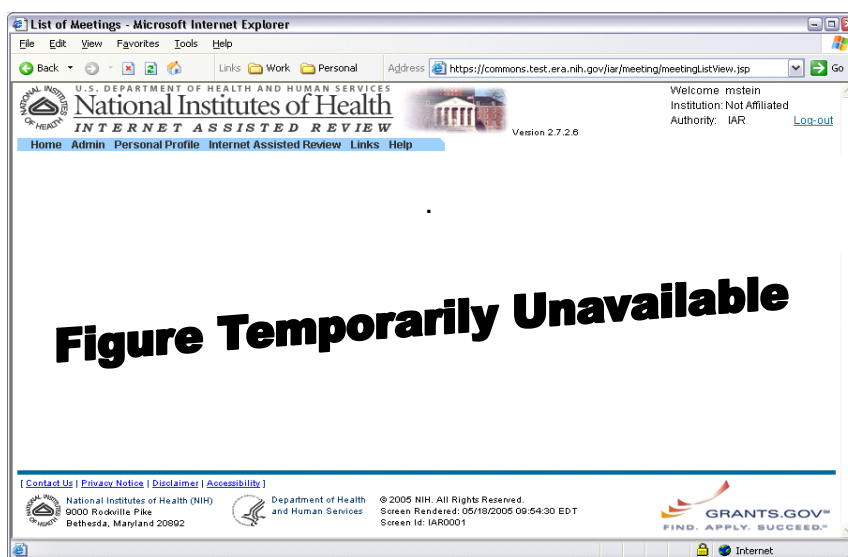 List of Meetings - Microsoft Internet Explorer
File Edit View Favorites Tools Help
Back Links Work Personal Address https://commons.test.era.nih.gov/iar/meeting/meetingListView.jsp Go
U.S. DEPARTMENT OF HEALTH AND HUMAN SERVICES
National Institutes of Health
INTERNET ASSISTED REVIEW
Version 2.7.2.6
Welcome mstein
Institution: Not Affiliated
Authority: IAR Log-out
Home Admin Personal Profile Internet Assisted Review Links Help
.
Figure Temporarily Unavailable
[ Contact Us | Privacy Notice | Disclaimer | Accessibility ]
National Institutes of Health (NIH)
9000 Rockville Pike
Bethesda, Maryland 20892
Department of Health
and Human Services
© 2005 NIH. All Rights Reserved.
Screen Rendered: 05/18/2005 09:54:30 EDT
Screen Id: IAR0001
GRANTS.GOV℠
FIND. APPLY. SUCCEED.℠
Internet